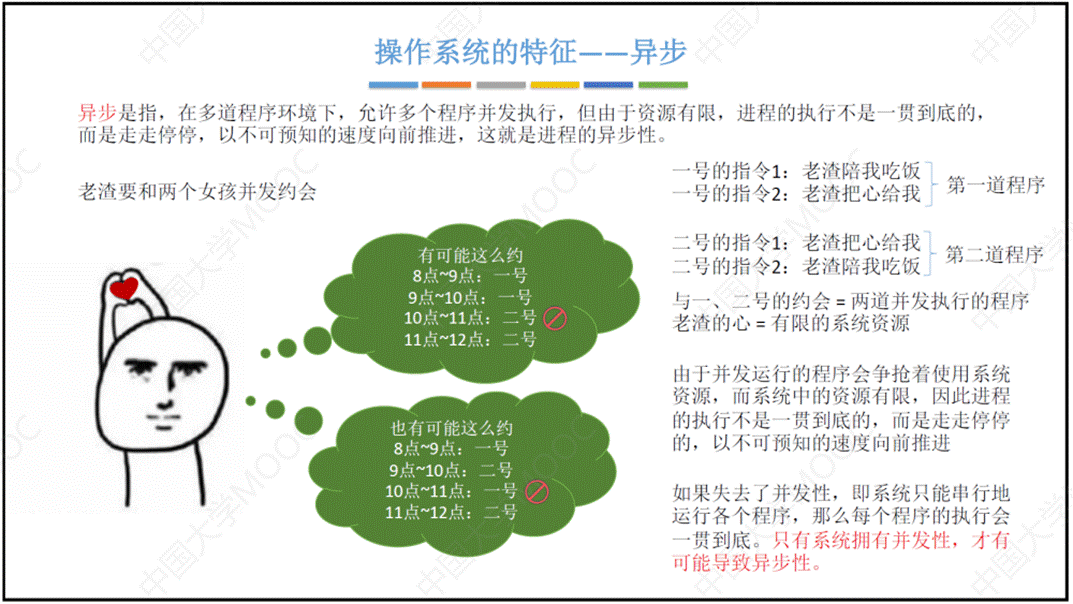 操作系统的特征——异步
异步是指，在多道程序环境下，允许多个程序并发执行，但由于资源有限，进程的执行不是一贯到底的，
而是走走停停，以不可预知的速度向前推进，这就是进程的异步性。
老渣要和两个女孩并发约会
有可能这么约
8点~9点：一号
9点~10点：一号
10点~11点：二号
11点~12点：二号
也有可能这么约
8点~9点：一号
9点~10点：二号
10点~11点：一号
11点~12点：二号
一号的指令1：老渣陪我吃饭
一号的指令2：老渣把心给我
第一道程序
二号的指令1：老渣把心给我
二号的指令2：老渣陪我吃饭
第二道程序
与一、二号的约会 = 两道并发执行的程序
老渣的心 = 有限的系统资源
由于并发运行的程序会争抢着使用系统
资源，而系统中的资源有限，因此进程
的执行不是一贯到底的，而是走走停停
的，以不可预知的速度向前推进
如果失去了并发性，即系统只能串行地
运行各个程序，那么每个程序的执行会
一贯到底。只有系统拥有并发性，才有
可能导致异步性。
中国大学MOOC